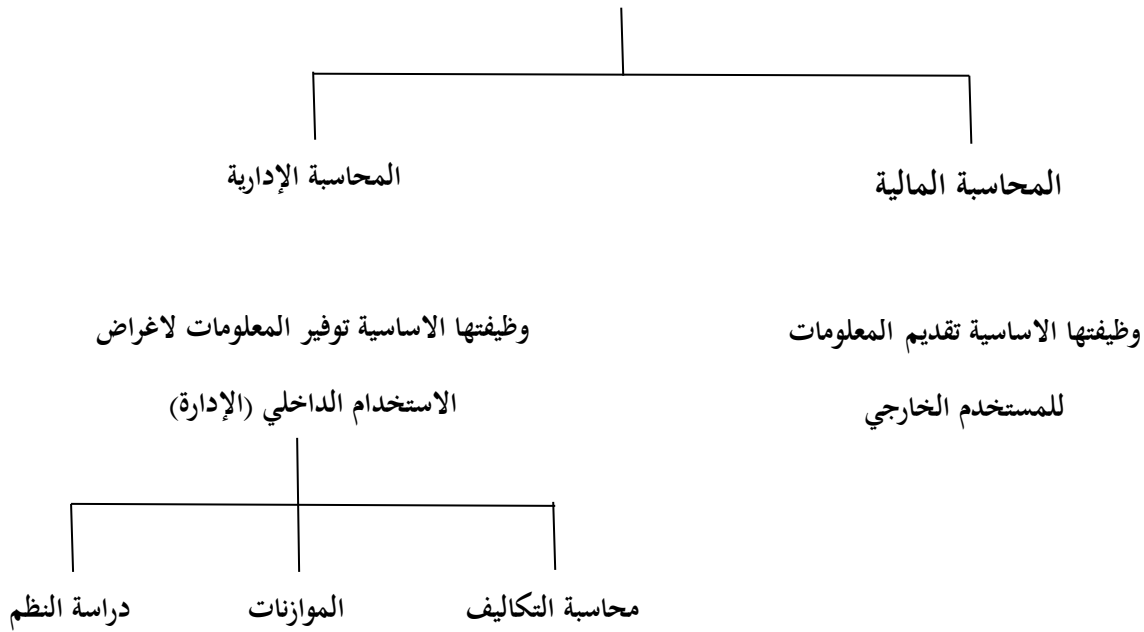 المحاسبة المالية
المحاسبة الإدارية
وظيفتها الاساسية تقديم المعلومات
للمستخدم الخارجي
وظيفتها الاساسية توفير المعلومات لاغراض
الاستخدام الداخلي (الإدارة)
محاسبة التكاليف
الموازنات
دراسة النظم